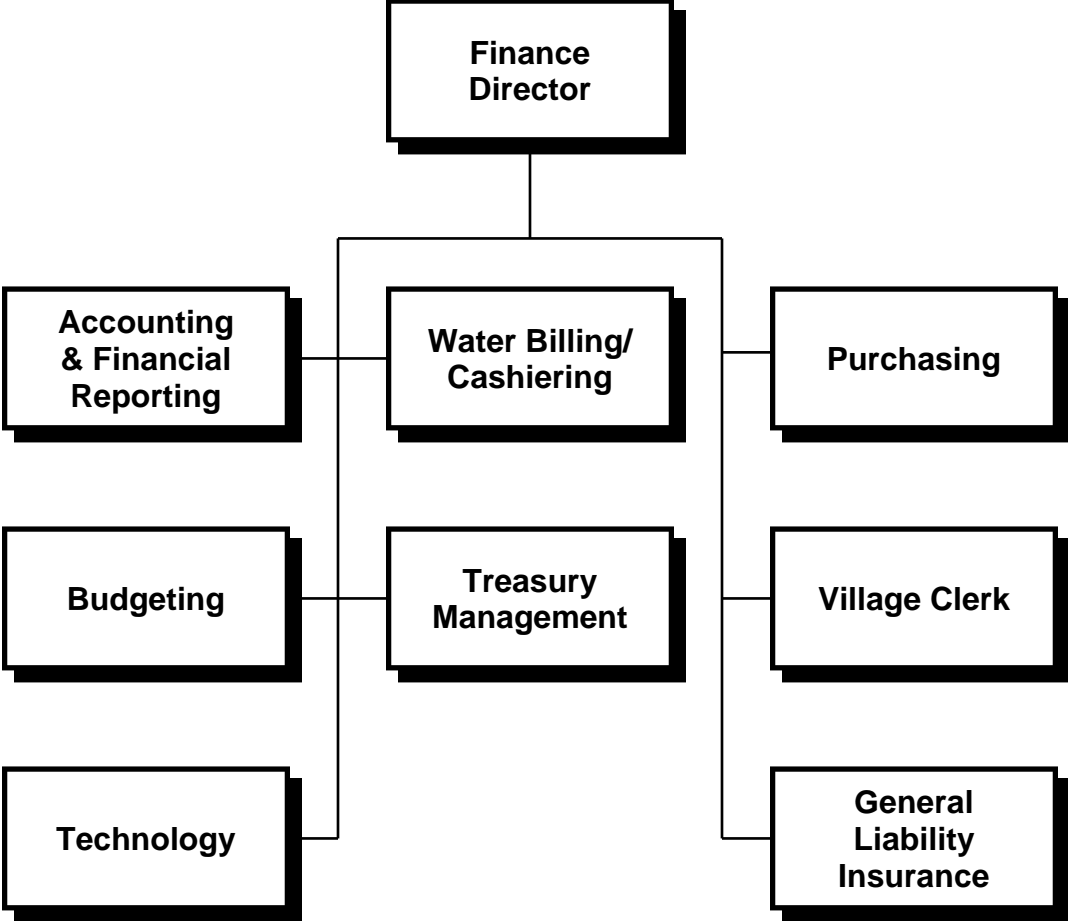 Finance
Director
Accounting
& Financial
Reporting
Water Billing/
Cashiering
Purchasing
Budgeting
Treasury
Management
Village Clerk
Technology
General
Liability
Insurance